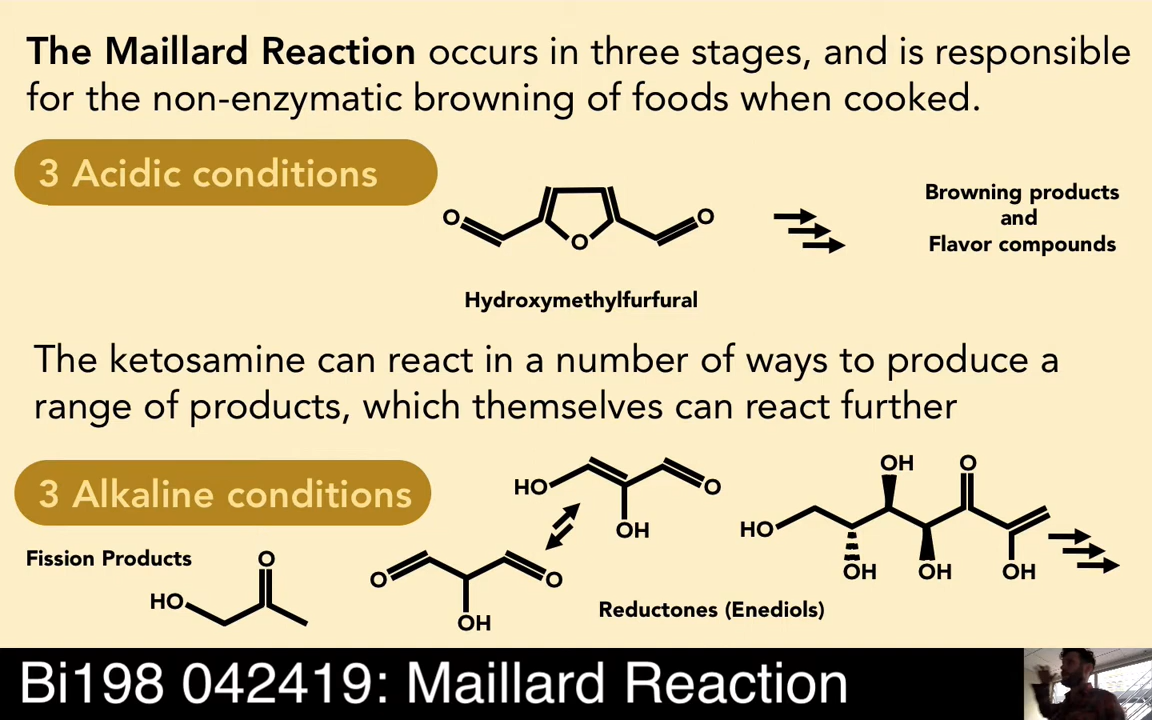 The Maillard Reaction occurs in three stages, and is responsible
for the non-enzymatic browning of foods when cooked.
3 Acidic conditions
O
O
O
Browning products
and
Flavor compounds
Hydroxymethylfurfural
The ketosamine can react in a number of ways to produce a
range of products, which themselves can react further
3 Alkaline conditions
HO
O
OH
OH
O
HO
OH
OH
OH
Fission Products
O
HO
O
O
OH
Reductones (Enediols)
Bi198 042419: Maillard Reaction